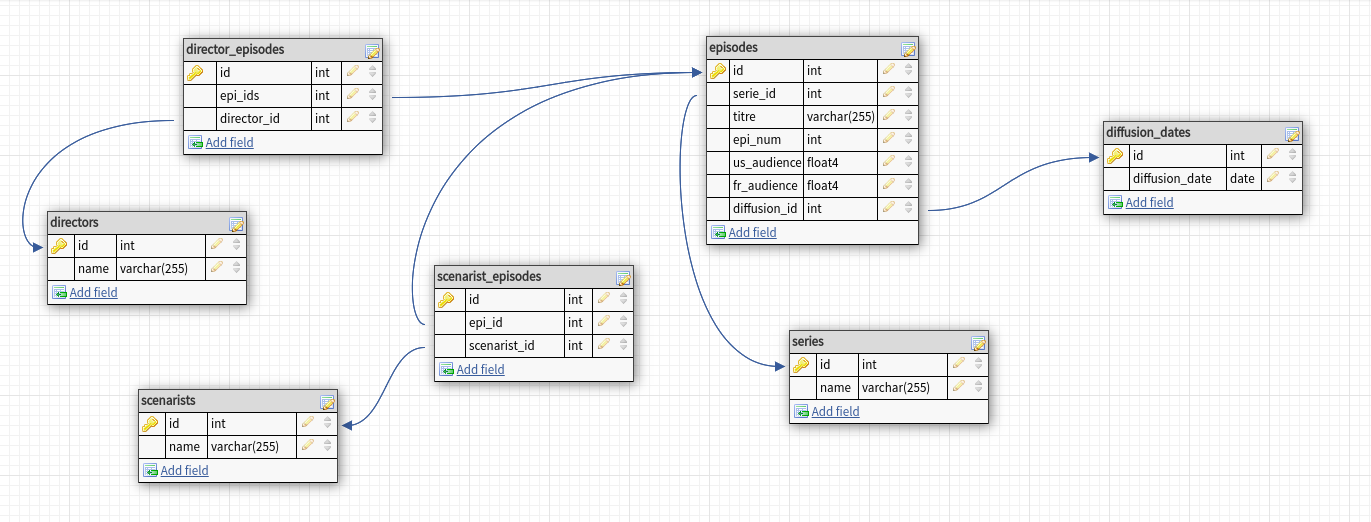 director_episodes
id int
epi_ids int
director_id int
Add field
directors
id int
name varchar(255)
Add field
scenarist_episodes
id int
epi_id int
scenarist_id int
Add field
scenarists
id int
name varchar(255)
Add field
episodes
id int
serie_id int
titre varchar(255)
epi_num int
us_audience float4
fr_audience float4
diffusion_id int
Add field
diffusion_dates
id int
diffusion_date date
Add field
series
id int
name varchar(255)
Add field